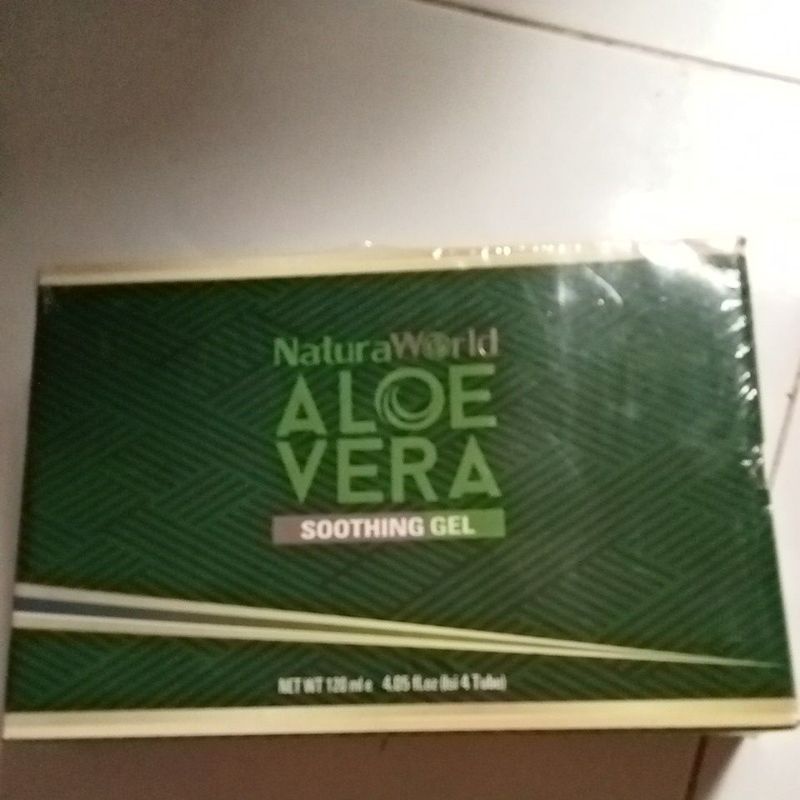 NaturaWorld
ALOE
VERA
SOOTHING GEL
NET WT 120 ml e 4.05 fl.oz (Isi 4 Tube)